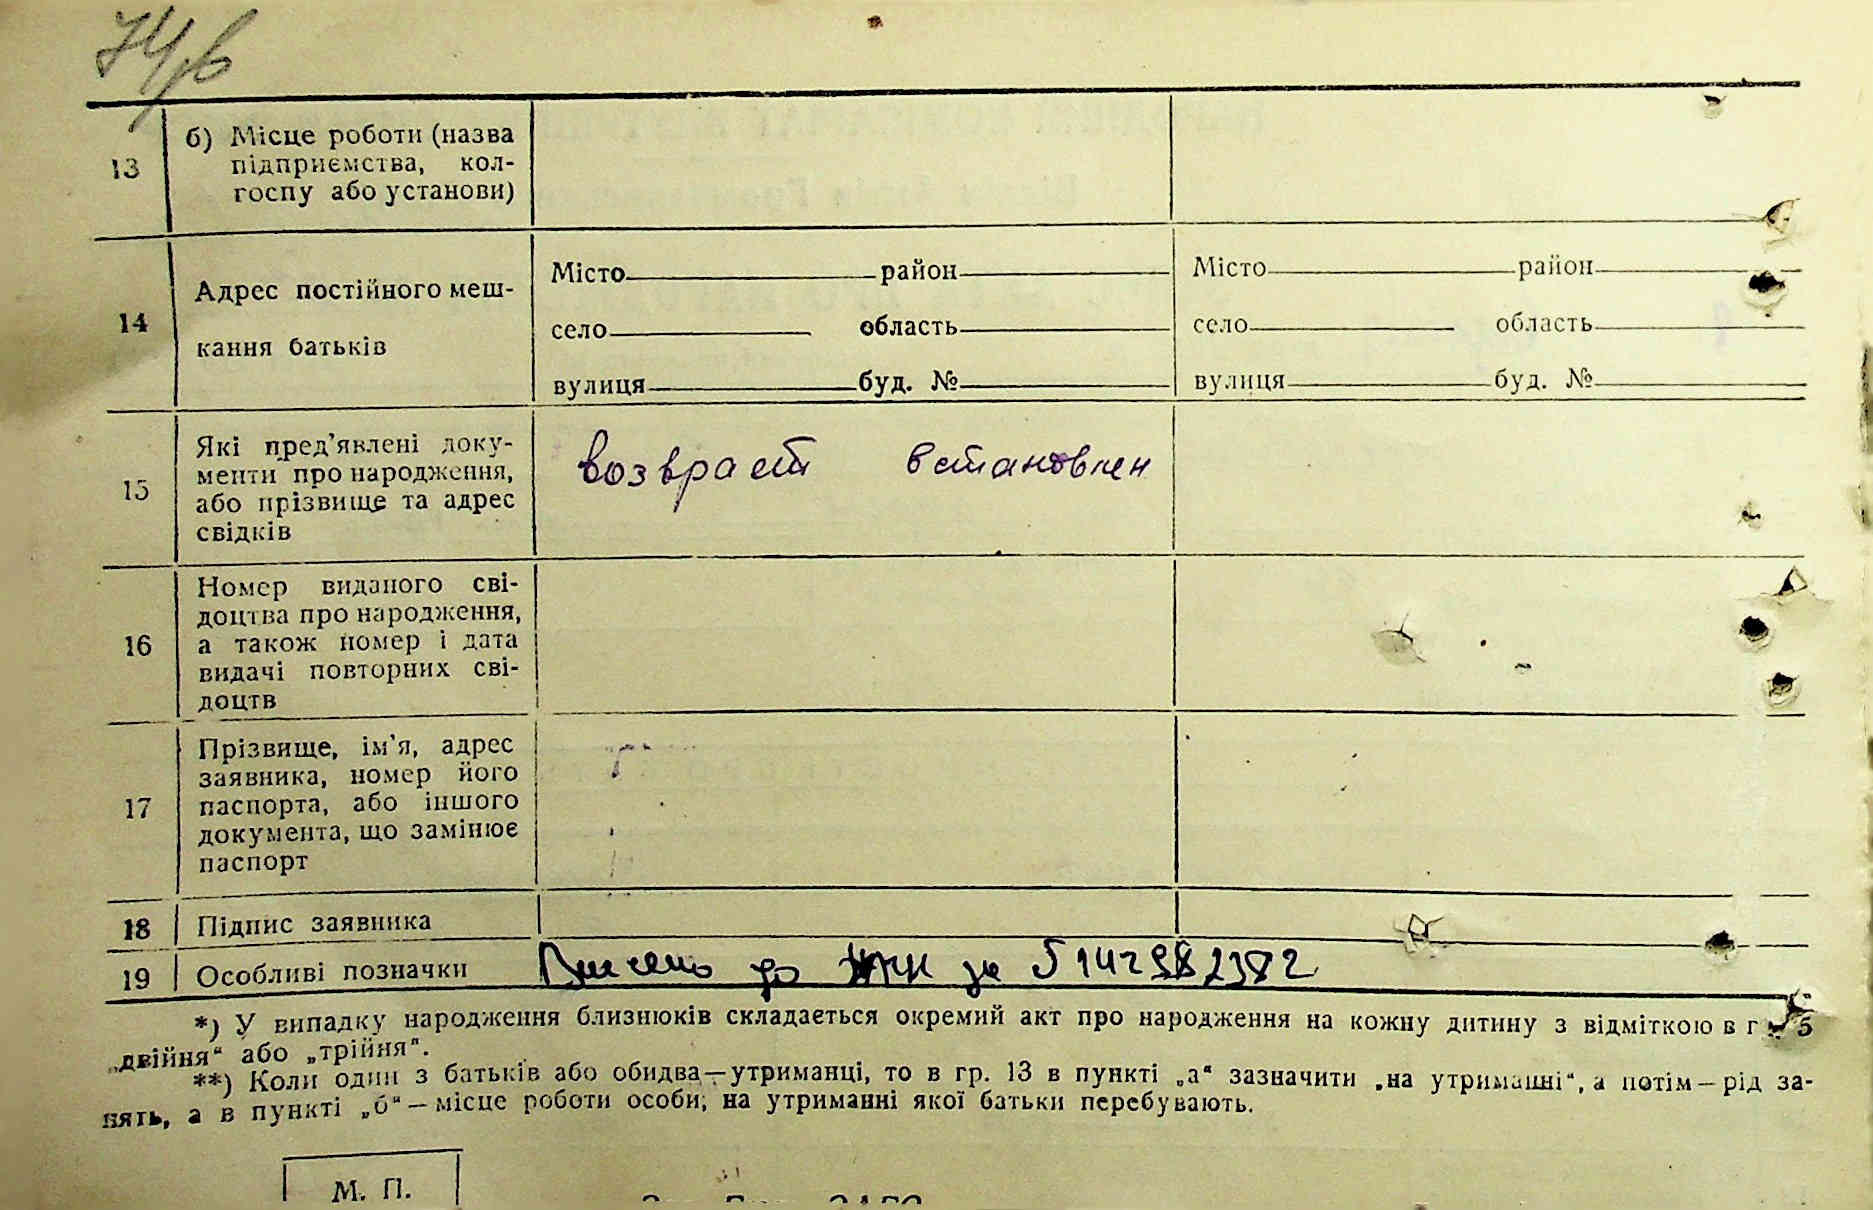 13 б) Місце роботи (назва
підприємства, кол-
госпу або установи)
14 Адрес постійного меш-
кання батьків
Місто район
село область
вулиця буд. №
Місто район
село область
вулиця буд. №
15 Які пред'явлені доку-
менти про народження,
або прізвище та адрес
свідків
возвраст встановлен
16 Номер виданого сві-
доцтва про народження,
а також номер і дата
видачі повторних сві-
доцтв
17 Прізвище, ім'я, адрес
заявника, номер його
паспорта, або іншого
документа, що замінює
паспорт
18 Підпис заявника
19 Особливі позначки Внесено до за
*) У випадку народження близнюків складається окремий акт про народження на кожну дитину з відміткою в г 5
„двійня“ або „трійня“.
**) Коли один з батьків або обидва—утриманці, то в гр. 13 в пункті „а“ зазначити „на утриманні“, а потім—рід за-
нять, а в пункті „б“—місце роботи особи, на утриманні якої батьки перебувають.
М. П.